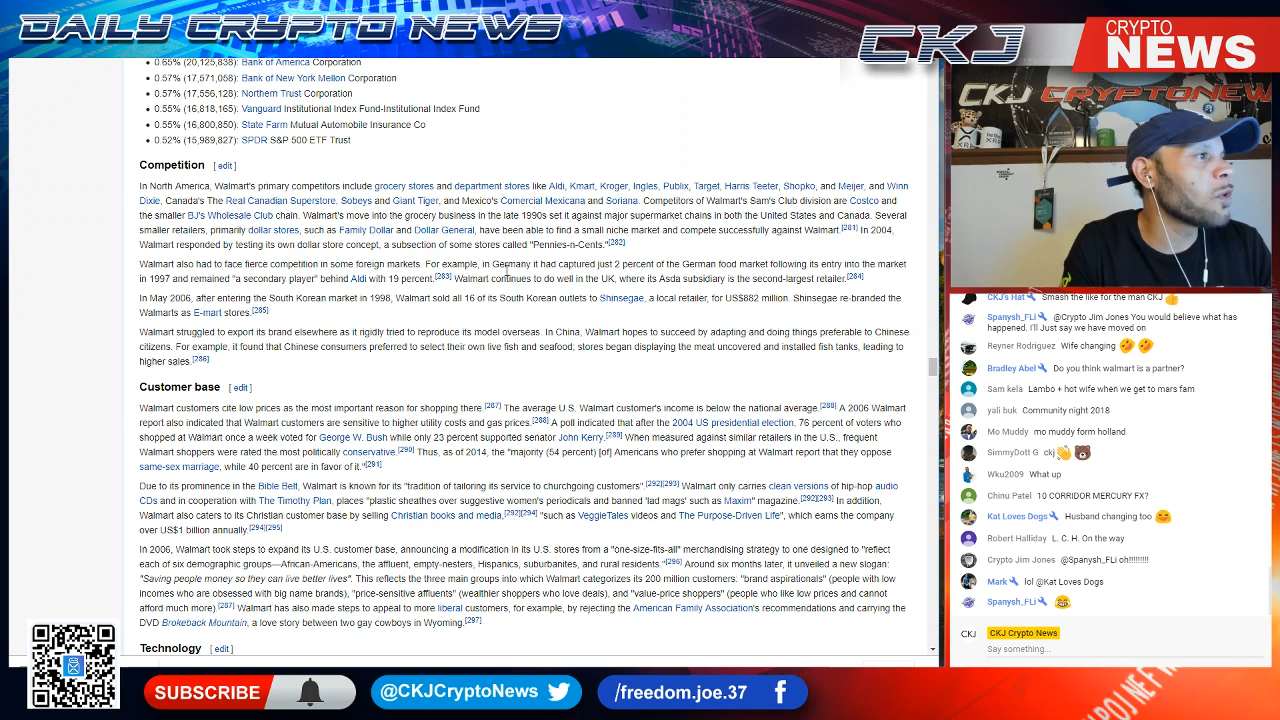 DAILY CRYPTO NEWS
CKJ
CRYPTO
NEWS
• 0.65% (20,125,838): Bank of America Corporation
• 0.57% (17,571,058): Bank of New York Mellon Corporation
• 0.57% (17,556,128): Northern Trust Corporation
• 0.55% (16,818,165): Vanguard Institutional Index Fund-Institutional Index Fund
• 0.55% (16,800,850): State Farm Mutual Automobile Insurance Co
• 0.52% (15,989,827): SPDR S&P 500 ETF Trust
Competition [ edit ]
In North America, Walmart's primary competitors include grocery stores and department stores like Aldi, Kmart, Kroger, Ingles, Publix, Target, Harris Teeter, Shopko, and Meijer, and Winn
Dixie, Canada's The Real Canadian Superstore, Sobeys and Giant Tiger, and Mexico's Comercial Mexicana and Soriana. Competitors of Walmart's Sam's Club division are Costco and
the smaller BJ's Wholesale Club chain. Walmart's move into the grocery business in the late 1990s set it against major supermarket chains in both the United States and Canada. Several
smaller retailers, primarily dollar stores, such as Family Dollar and Dollar General, have been able to find a small niche market and compete successfully against Walmart.[281] In 2004,
Walmart responded by testing its own dollar store concept, a subsection of some stores called "Pennies-n-Cents."[282]
Walmart also had to face fierce competition in some foreign markets. For example, in Germany it had captured just 2 percent of the German food market following its entry into the market
in 1997 and remained "a secondary player" behind Aldi with 19 percent.[283] Walmart continues to do well in the UK, where its Asda subsidiary is the second-largest retailer.[284]
In May 2006, after entering the South Korean market in 1998, Walmart sold all 16 of its South Korean outlets to Shinsegae, a local retailer, for US$882 million. Shinsegae re-branded the
Walmarts as E-mart stores.[285]
Walmart struggled to export its brand elsewhere as it rigidly tried to reproduce its model overseas. In China, Walmart hopes to succeed by adapting and doing things preferable to Chinese
citizens. For example, it found that Chinese consumers preferred to select their own live fish and seafood; stores began displaying the meat uncovered and installed fish tanks, leading to
higher sales.[286]
Customer base [ edit ]
Walmart customers cite low prices as the most important reason for shopping there.[287] The average U.S. Walmart customer's income is below the national average.[288] A 2006 Walmart
report also indicated that Walmart customers are sensitive to higher utility costs and gas prices.[288] A poll indicated that after the 2004 US presidential election, 76 percent of voters who
shopped at Walmart once a week voted for George W. Bush while only 23 percent supported senator John Kerry.[289] When measured against similar retailers in the U.S., frequent
Walmart shoppers were rated the most politically conservative.[290] Thus, as of 2014, the "majority (54 percent) [of] Americans who prefer shopping at Walmart report that they oppose
same-sex marriage, while 40 percent are in favor of it."[291]
Due to its prominence in the Bible Belt, Walmart is known for its "tradition of tailoring its service to churchgoing customers".[292][293] Walmart only carries clean versions of hip-hop audio
CDs and in cooperation with The Timothy Plan, places "plastic sheathes over suggestive women's periodicals and banned 'lad mags' such as Maxim" magazine.[292][293] In addition,
Walmart also caters to its Christian customer base by selling Christian books and media,[292][294] "such as VeggieTales videos and The Purpose-Driven Life", which earns the company
over US$1 billion annually.[294][295]
In 2006, Walmart took steps to expand its U.S. customer base, announcing a modification in its U.S. stores from a "one-size-fits-all" merchandising strategy to one designed to "reflect
each of six demographic groups—African-Americans, the affluent, empty-nesters, Hispanics, suburbanites, and rural residents."[296] Around six months later, it unveiled a new slogan:
"Saving people money so they can live better lives". This reflects the three main groups into which Walmart categorizes its 200 million customers: "brand aspirationals" (people with low
incomes who are obsessed with big name brands), "price-sensitive affluents" (wealthier shoppers who love deals), and "value-price shoppers" (people who like low prices and cannot
afford much more).[287] Walmart has also made steps to appeal to more liberal customers, for example, by rejecting the American Family Association's recommendations and carrying the
DVD Brokeback Mountain, a love story between two gay cowboys in Wyoming.[297]
Technology [ edit ]
CKJ CRYPTONEW
XRP
CKJ's Hat Smash the like for the man CKJ
Spanysh_FLi @Crypto Jim Jones You would believe what has
happened. I'll Just say we have moved on
Reyner Rodriguez Wife changing
Bradley Abel Do you think walmart is a partner?
Sam kela Lambo + hot wife when we get to mars fam
yali buk Community night 2018
Mo Muddy mo muddy form holland
SimmyDott G ckj
Wku2009 What up
Chinu Patel 10 CORRIDOR MERCURY FX?
Kat Loves Dogs Husband changing too
Robert Halliday L. C. H. On the way
Crypto Jim Jones @Spanysh_FLi oh!!!!!!!!!
Mark lol @Kat Loves Dogs
Spanysh_FLi
CKJ CKJ Crypto News
Say something...
SUBSCRIBE
@CKJCryptoNews
/freedom.joe.37